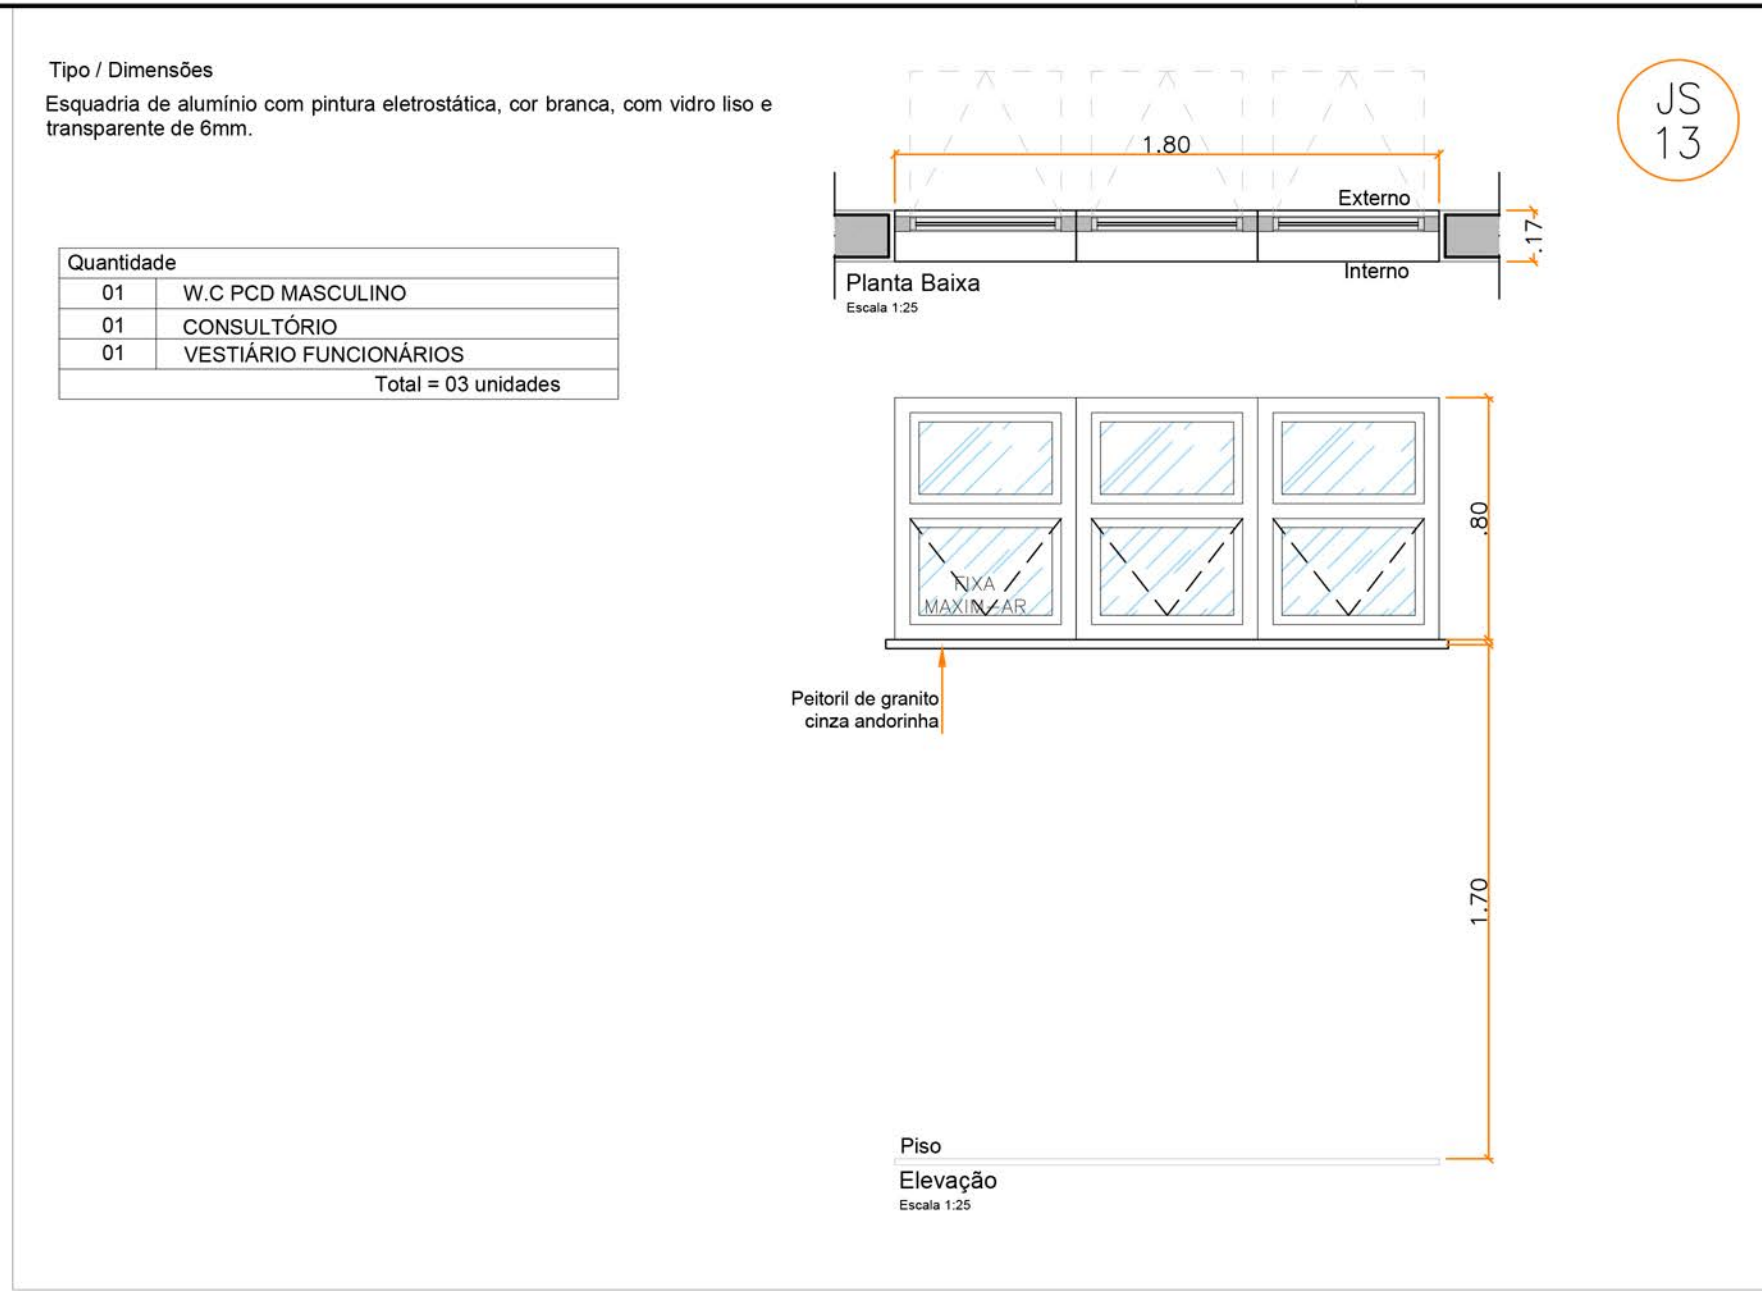 Tipo / Dimensões
Esquadria de alumínio com pintura eletrostática, cor branca, com vidro liso e
transparente de 6mm.
Quantidade
01 W.C PCD MASCULINO
01 CONSULTÓRIO
01 VESTIÁRIO FUNCIONÁRIOS
Total = 03 unidades
JS
13
1.80
Externo
.17
Interno
Planta Baixa
Escala 1:25
.80
FIXA
MAXIM-AR
Peitoril de granito
cinza andorinha
1.70
Piso
Elevação
Escala 1:25